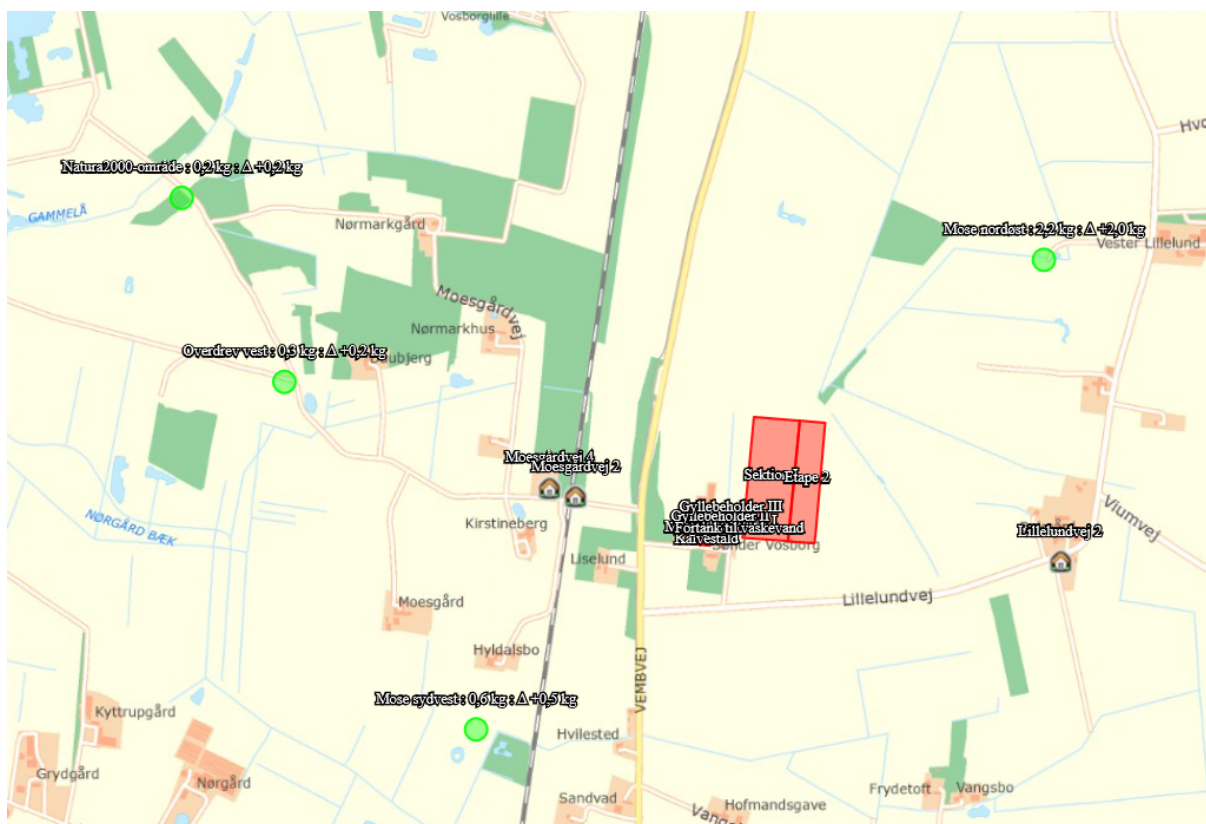 Vosborglille
Hvo
Natura2000-område : 0,2 kg : Δ +0,2 kg
GAMMELÅ
Nørmarkgård
Mose nordøst : 2,2 kg : Δ +2,0 kg
Vester Lillelund
Moesgårdvej
Nørmarkhus
Overdrev vest : 0,3 kg : Δ +0,2 kg
Moesgårdvej 4
Moesgårdvej 2
Etape 2
Gyllebeholder III
Gyllebeholder II
Fortank til vaskevand
Kalvestald
Sønder Vosborg
NØRGÅRD BÆK
Kirstineberg
Viumvej
Lillelundvej 2
Liselund
Moesgård
Lillelundvej
Hyldalsbo
VEMBVEJ
Mose sydvest : 0,6 kg : Δ +0,5 kg
Kyttrupgård
Hvilested
Grydgård
Nørgård
Frydetoft
Vangsbo
Sandvad
Hofmandsgave